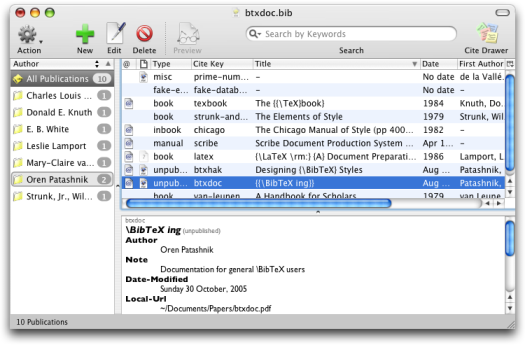 btxdoc.bib
Action New Edit Delete Preview Search by Keywords Search Cite Drawer
Author
All Publications 10
Charles Louis ... 1
Donald E. Knuth 1
E. B. White 1
Leslie Lamport 1
Mary-Claire va... 1
Oren Patashnik 2
Strunk, Jr., Wil... 1
@ Type Cite Key Title Date First Author
misc prime-num... – No date de la Vallé.
fake-e... fake-datab... – No date
book texbook The {{\TeX}book} 1984 Knuth, Do.
book strunk-and... The Elements of Style 1979 Strunk, Wil.
inbook chicago The Chicago Manual of Style (pp 400... 1982 –
manual scribe Scribe Document Production System ... Apr 1... –
book latex {\LaTeX \rm:} {A} Document Preparati... 1986 Lamport, L
unpub... btxhak Designing {\BibTeX} Styles Aug ... Patashnik,
unpub... btxdoc {{\BibTeX ing}} Aug ... Patashnik,
book van-leunen A Handbook for Scholars 1979 van Leune
btxdoc
\BibTeX ing (unpublished)
Author
Oren Patashnik
Note
Documentation for general \BibTeX users
Date-Modified
Sunday 30 October, 2005
Local-Url
~/Documents/Papers/btxdoc.pdf
10 Publications